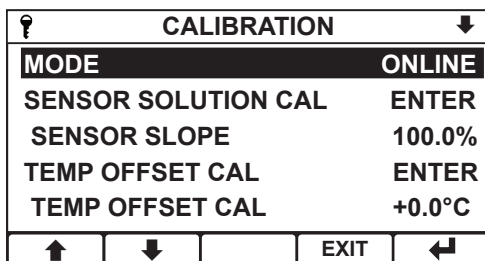 CALIBRATION
MODE ONLINE
SENSOR SOLUTION CAL ENTER
SENSOR SLOPE 100.0%
TEMP OFFSET CAL ENTER
TEMP OFFSET CAL +0.0°C
EXIT